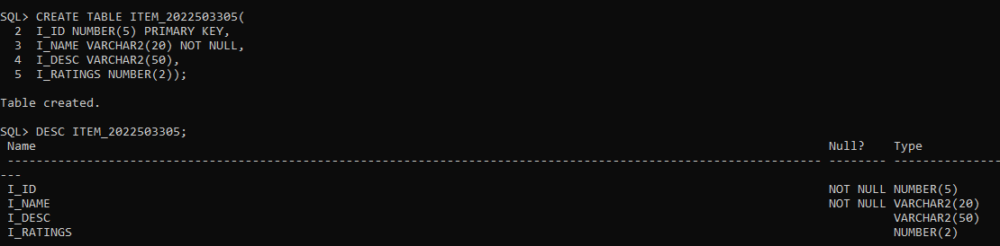 SQL> CREATE TABLE ITEM_2022503305(
  2  I_ID NUMBER(5) PRIMARY KEY,
  3  I_NAME VARCHAR2(20) NOT NULL,
  4  I_DESC VARCHAR2(50),
  5  I_RATINGS NUMBER(2));
Table created.
SQL> DESC ITEM_2022503305;
 Name                                                                                                              Null?    Type
 ----------------------------------------------------------------------------------------------------------------- -------- ---------------
---
 I_ID                                                                                                              NOT NULL NUMBER(5)
 I_NAME                                                                                                            NOT NULL VARCHAR2(20)
 I_DESC                                                                                                                     VARCHAR2(50)
 I_RATINGS                                                                                                                  NUMBER(2)